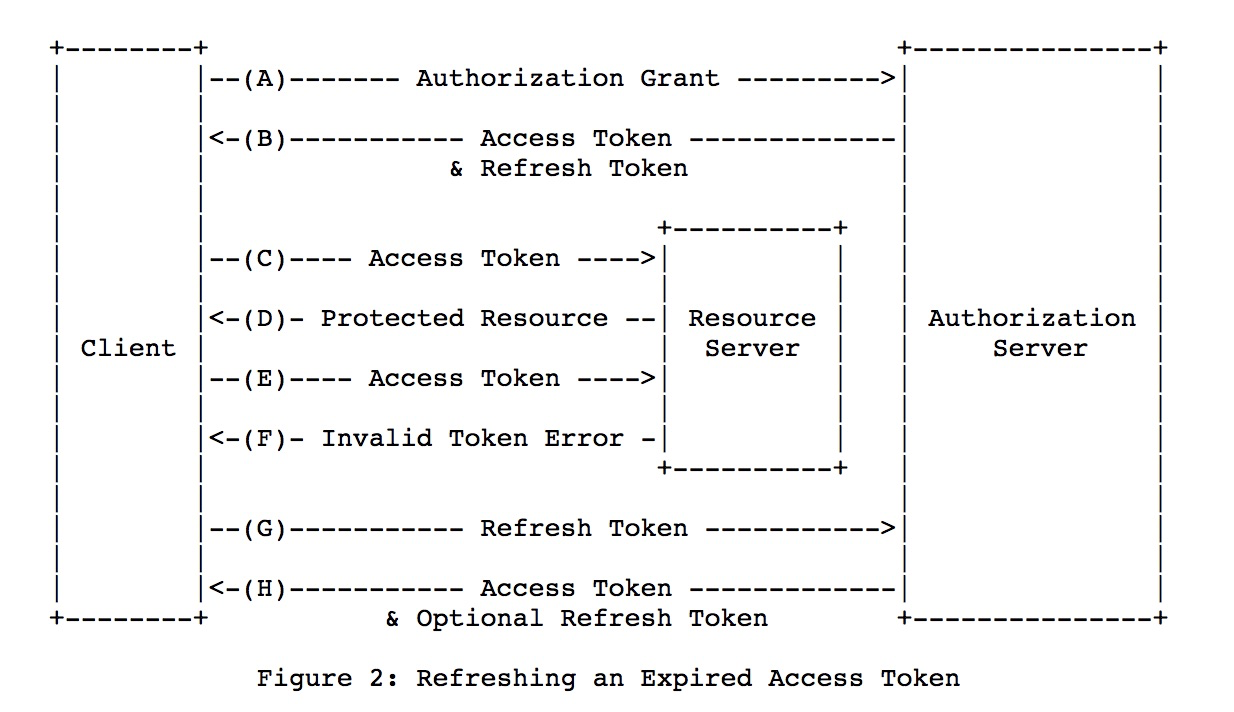 +--------+                                           +---------------+
|        |--(A)------- Authorization Grant --------->|               |
|        |                                           |               |
|        |<-(B)----------- Access Token -------------|               |
|        |               & Refresh Token             |               |
|        |                                           |               |
|        |                            +----------+   |               |
|        |--(C)---- Access Token ---->|          |   |               |
|        |                            |          |   |               |
|        |<-(D)- Protected Resource --| Resource |   | Authorization |
| Client |                            |  Server  |   |     Server    |
|        |--(E)---- Access Token ---->|          |   |               |
|        |                            |          |   |               |
|        |<-(F)- Invalid Token Error -|          |   |               |
|        |                            +----------+   |               |
|        |                                           |               |
|        |--(G)----------- Refresh Token ----------->|               |
|        |                                           |               |
|        |<-(H)----------- Access Token -------------|               |
+--------+           & Optional Refresh Token        +---------------+
Figure 2: Refreshing an Expired Access Token